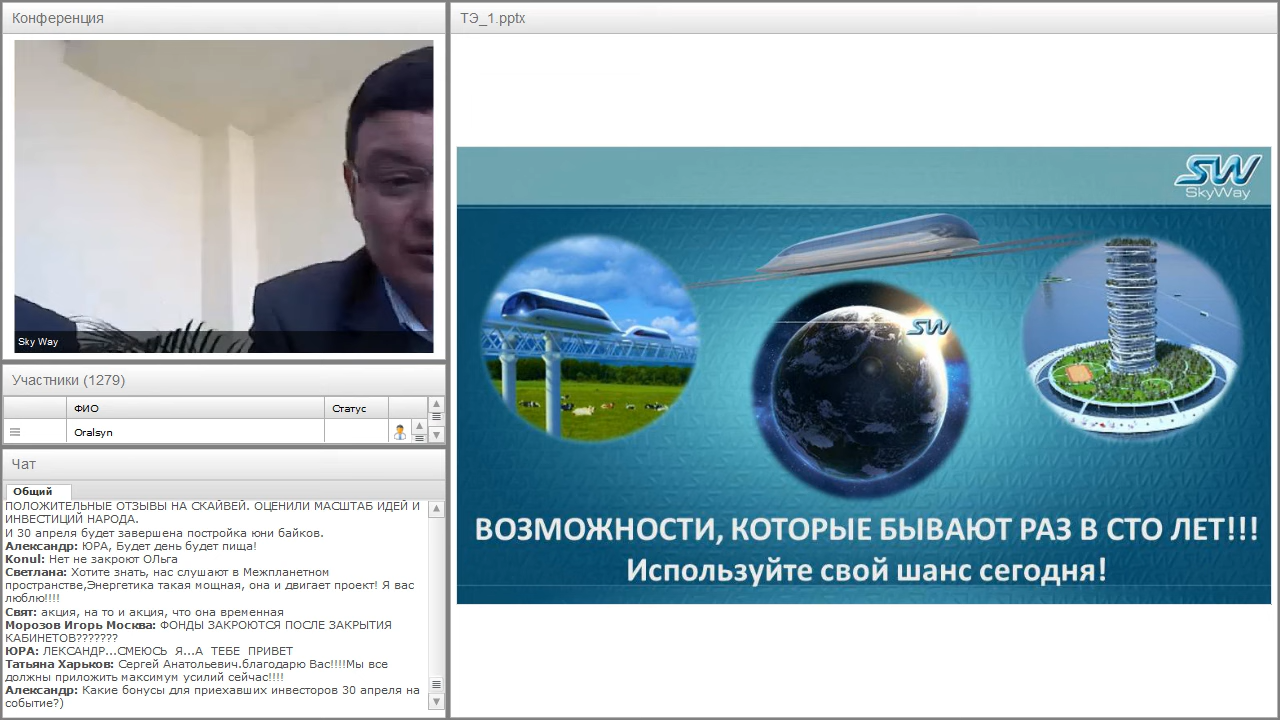 Конференция
Sky Way
Участники (1279)
ФИО
Статус
Oralsyn
Чат
Общий
ПОЛОЖИТЕЛЬНЫЕ ОТЗЫВЫ НА СКАЙВЕЙ. ОЦЕНИЛИ МАСШТАБ ИДЕЙ И
ИНВЕСТИЦИЙ НАРОДА.
И 30 апреля будет завершена постройка юни байков.
Александр: ЮРА, Будет день будет пища!
Konul: Нет не закроют ОЛьга
Светлана: Хотите знать, нас слушают в Межпланетном
пространстве,Энергетика такая мощная, она и двигает проект! Я вас
люблю!!!!
Свят: акция, на то и акция, что она временная
Морозов Игорь Москва: ФОНДЫ ЗАКРОЮТСЯ ПОСЛЕ ЗАКРЫТИЯ
КАБИНЕТОВ???????
ЮРА: ЛЕКСАНДР...СМЕЮСЬ Я...А ТЕБЕ ПРИВЕТ
Татьяна Харьков: Сергей Анатольевич.благодарю Вас!!!!Мы все
должны приложить максимум усилий сейчас!!!!
Александр: Какие бонусы для приехавших инвесторов 30 апреля на
событие?)
ТЭ_1.pptx
SW
SkyWay
SW
ВОЗМОЖНОСТИ, КОТОРЫЕ БЫВАЮТ РАЗ В СТО ЛЕТ!!!
Используйте свой шанс сегодня!